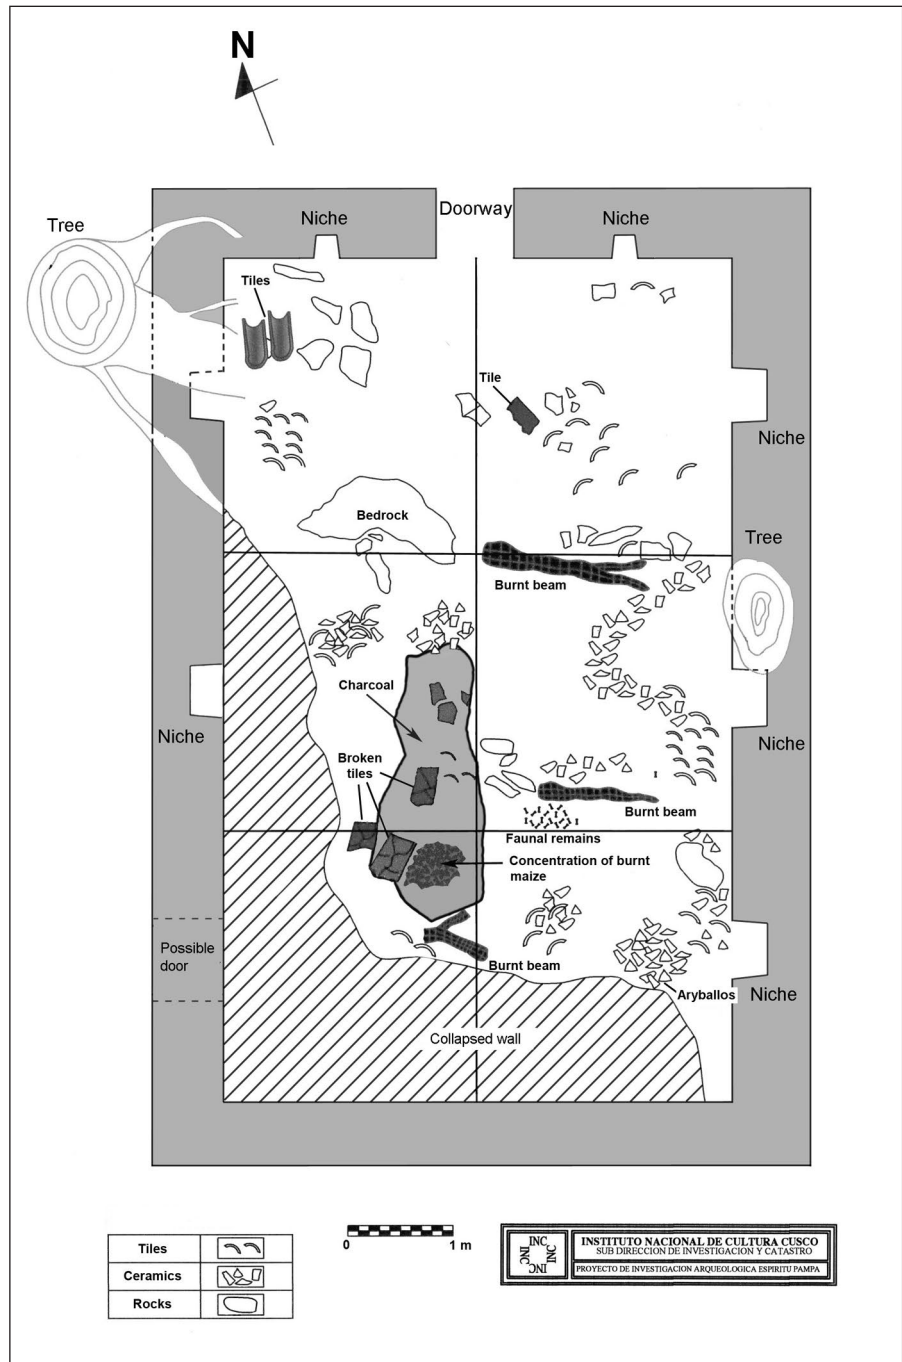 N
Doorway
Niche
Niche
Tree
Tiles
Tile
Niche
Bedrock
Tree
Burnt beam
Charcoal
Niche
Niche
Broken
tiles
Burnt beam
Faunal remains
Concentration of burnt
maize
Possible
door
Burnt beam
Aryballos
Niche
Collapsed wall
Tiles
Ceramics
Rocks
0
1 m
INC
INC
INC
INC
INSTITUTO NACIONAL DE CULTURA CUSCO
SUB DIRECCION DE INVESTIGACION Y CATASTRO
PROYECTO DE INVESTIGACION ARQUEOLOGICA ESPIRITU PAMPA